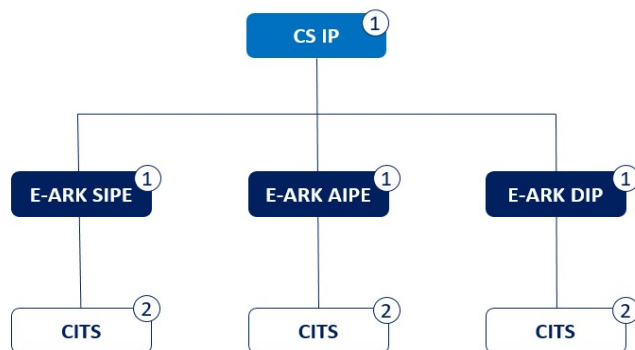 CS IP
1
E-ARK SIPE
1
E-ARK AIPE
1
E-ARK DIP
1
CITS
2
CITS
2
CITS
2